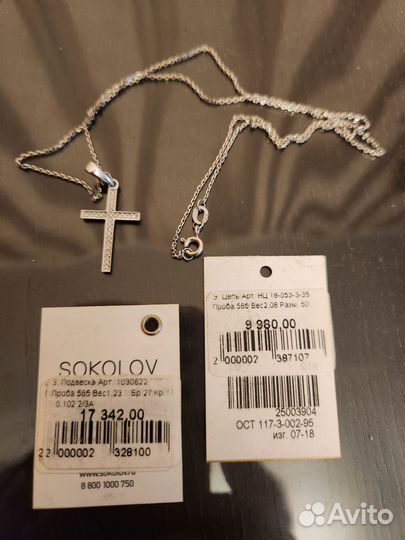 SOKOLOV
Подвеска Арт. 1030622
Проба 585 Вес1,23 Бр 27 Кр
0,102 2/3А
17 342,00
2 000002 328100
www.sokolov.ru
8 800 1000 750
Э Цепь Арт НЦ 18-053-3-35
Проба 585 Вес2,08 Разм. 50
9 980,00
2 000002 387107
25003904
ОСТ 117-3-002-95
изг. 07-18
Avito